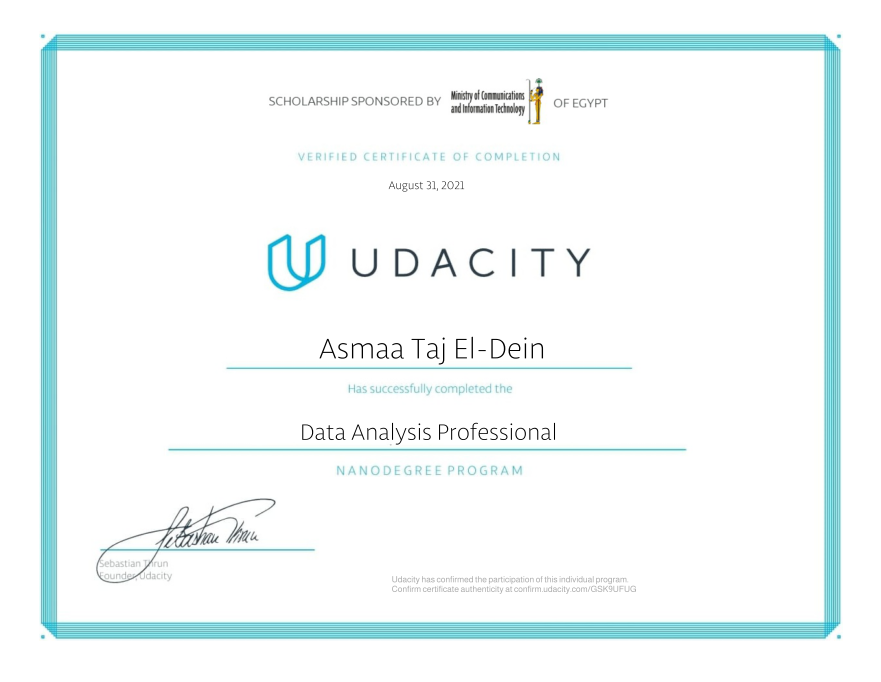 SCHOLARSHIP SPONSORED BY Ministry of Communications and Information Technology OF EGYPT
VERIFIED CERTIFICATE OF COMPLETION
August 31, 2021
UDACITY
Asmaa Taj El-Dein
Has successfully completed the
Data Analysis Professional
NANODEGREE PROGRAM
Sebastian Thrun
Sebastian Thrun
Founder, Udacity
Udacity has confirmed the participation of this individual program.
Confirm certificate authenticity at confirm.udacity.com/GSK9UFUG